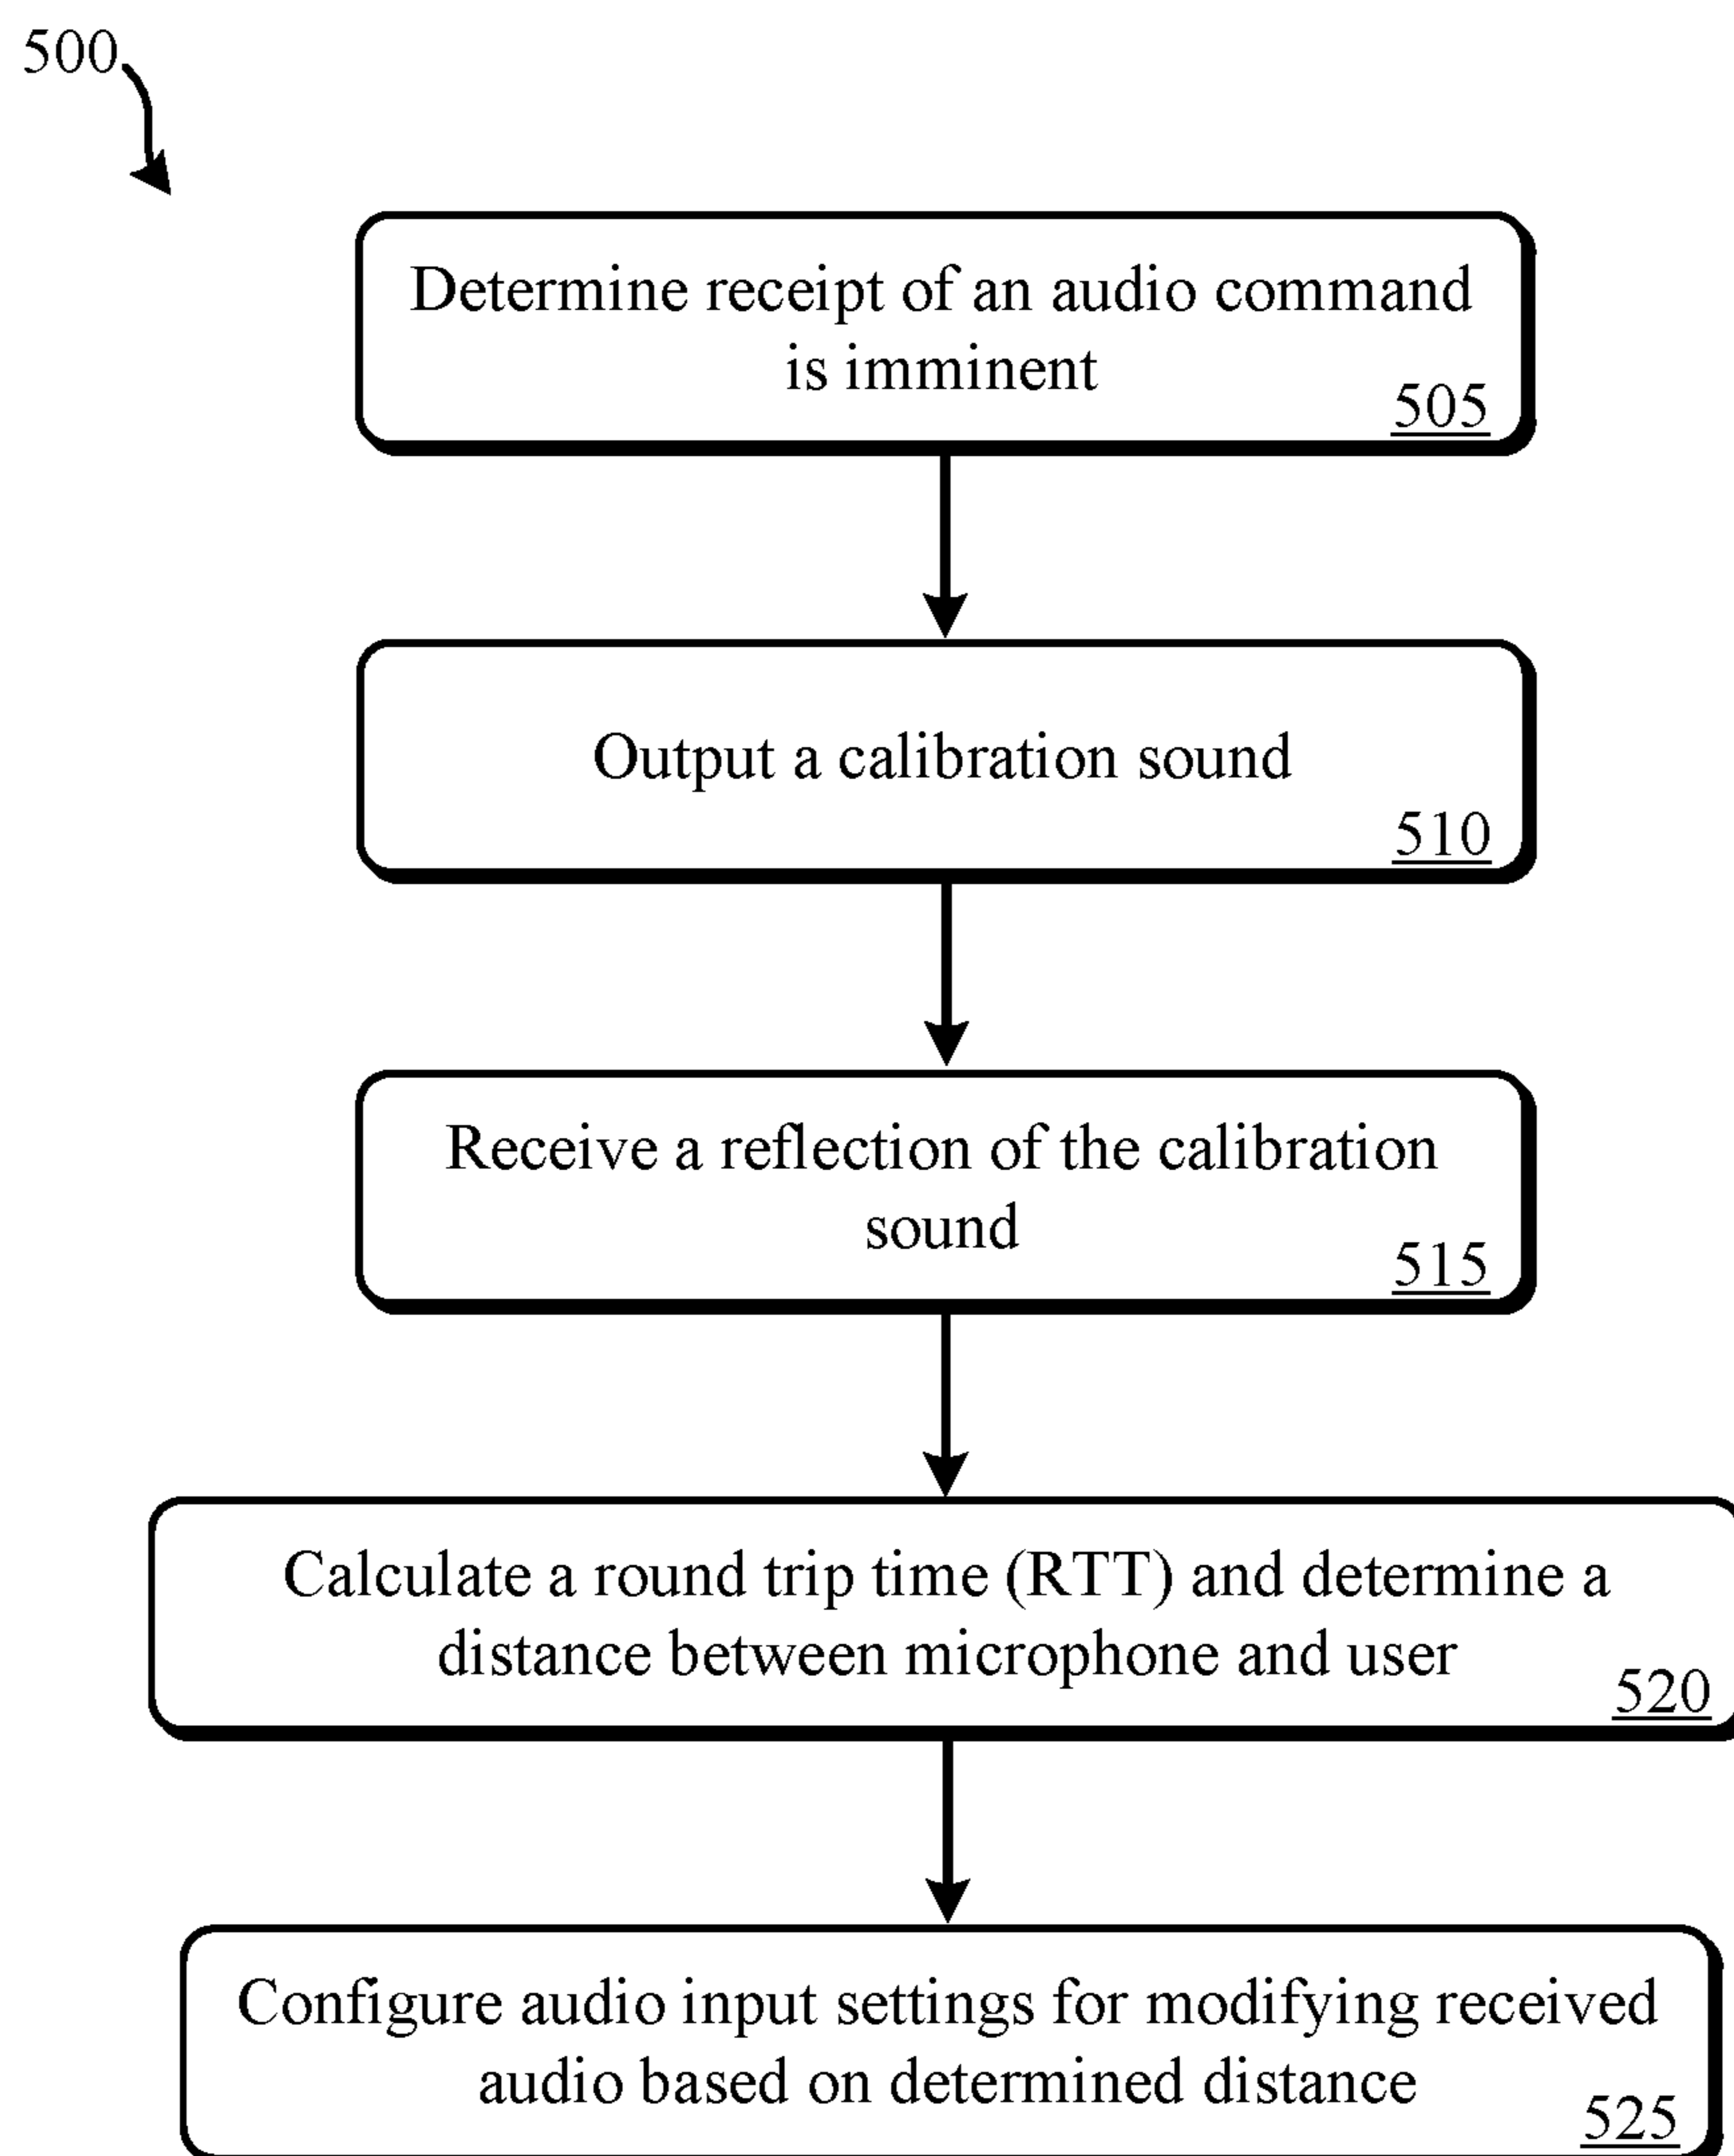 500
Determine receipt of an audio command
is imminent
505
Output a calibration sound
510
Receive a reflection of the calibration
sound
515
Calculate a round trip time (RTT) and determine a
distance between microphone and user
520
Configure audio input settings for modifying received
audio based on determined distance
525